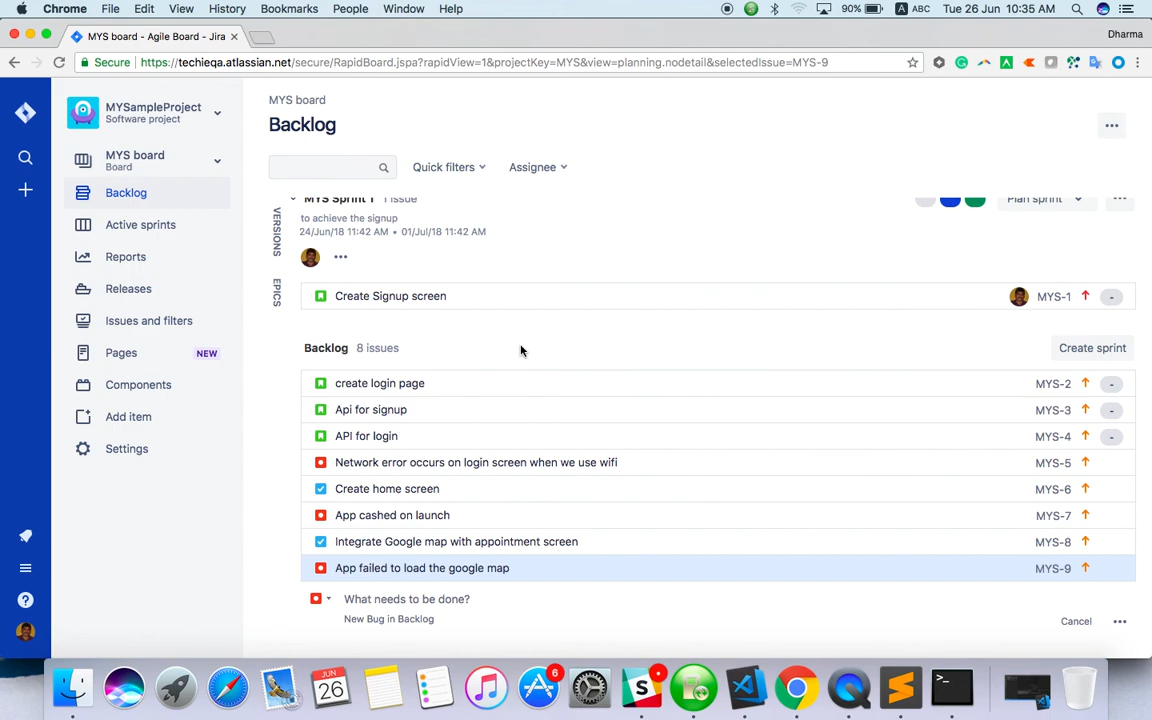 Chrome File Edit View History Bookmarks People Window Help 90% A ABC Tue 26 Jun 10:35 AM
MYS board - Agile Board - Jira
Dharma
Secure https://techieqa.atlassian.net/secure/RapidBoard.jspa?rapidView=1&projectKey=MYS&view=planning.nodetail&selectedIssue=MYS-9
MYSampleProject
Software project
MYS board
Board
Backlog
Active sprints
Reports
Releases
Issues and filters
Pages NEW
Components
Add item
Settings
MYS board
Backlog
Quick filters Assignee
MYS Sprint 1 1 issue Plan sprint
to achieve the signup
24/Jun/18 11:42 AM • 01/Jul/18 11:42 AM
VERSIONS
EPICS
Create Signup screen MYS-1 -
Backlog 8 issues Create sprint
create login page MYS-2 -
Api for signup MYS-3 -
API for login MYS-4 -
Network error occurs on login screen when we use wifi MYS-5
Create home screen MYS-6
App cashed on launch MYS-7
Integrate Google map with appointment screen MYS-8
App failed to load the google map MYS-9
What needs to be done?
New Bug in Backlog Cancel
JUN
26
6
>_